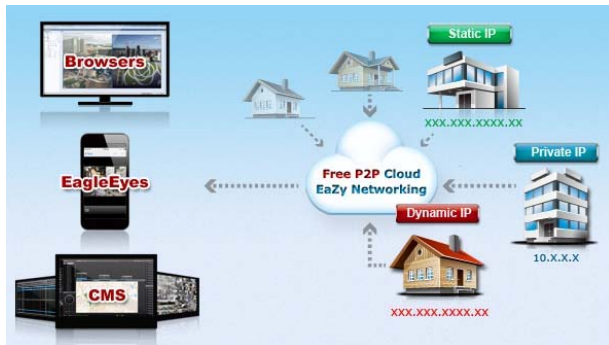 Browsers
Static IP
xxx.xxx.xxxx.xx
Private IP
Free P2P Cloud
EaZy Networking
EagleEyes
Dynamic IP
10.X.X.X
CMS
xxx.xxx.xxxx.xx